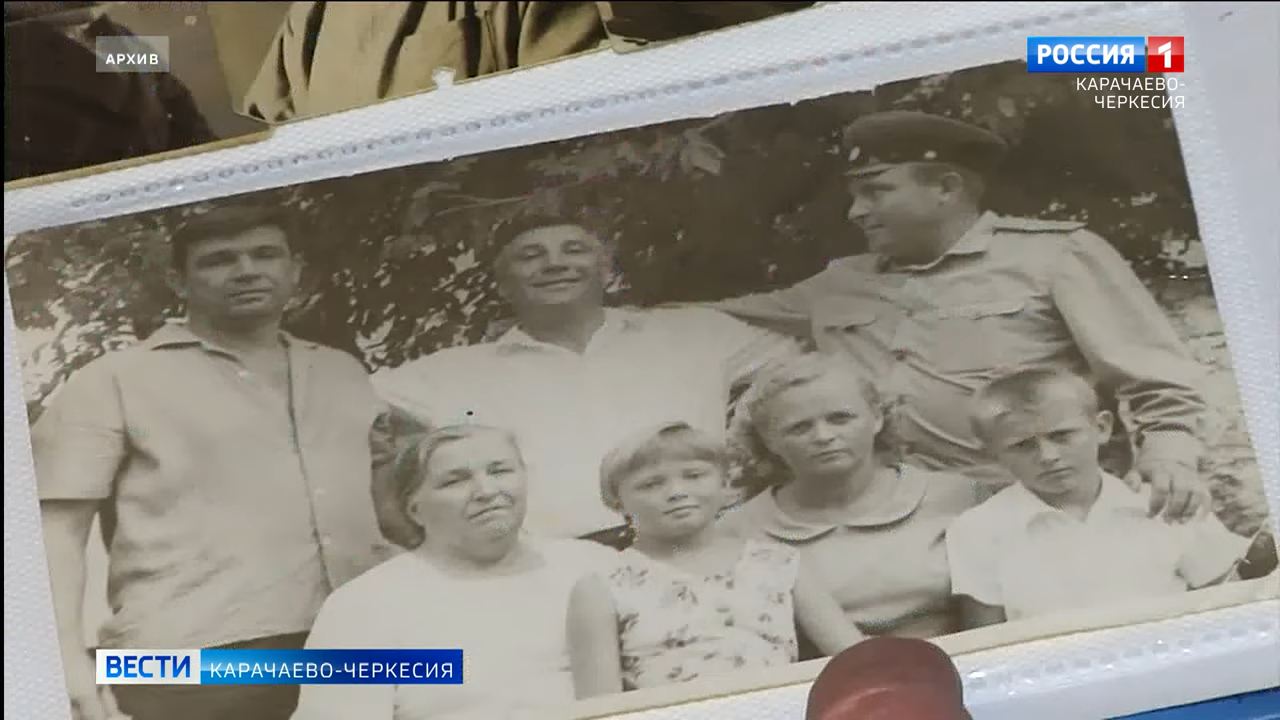 АРХИВ
РОССИЯ 1
КАРАЧАЕВО-
ЧЕРКЕСИЯ
ВЕСТИ КАРАЧАЕВО-ЧЕРКЕСИЯ